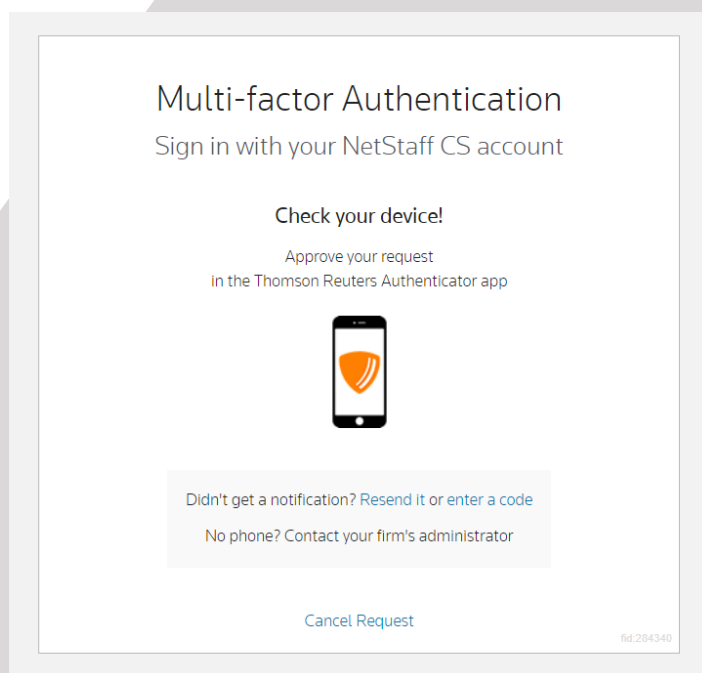 Multi-factor Authentication
Sign in with your NetStaff CS account
Check your device!
Approve your request
in the Thomson Reuters Authenticator app
Didn't get a notification? Resend it or enter a code
No phone? Contact your firm's administrator
Cancel Request
fid:284340